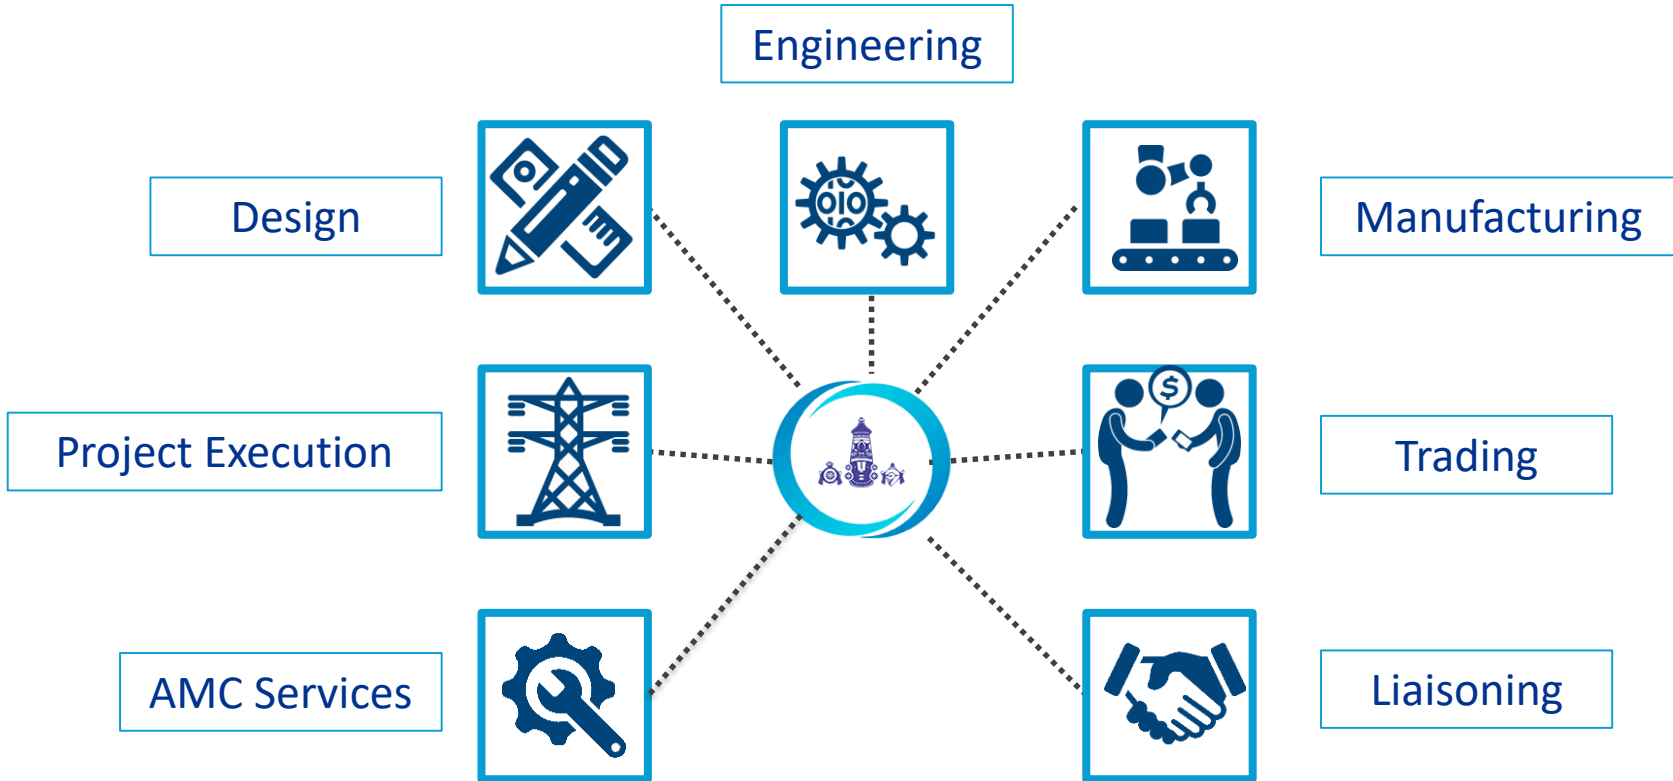 Engineering
Design
Manufacturing
Project Execution
$
Trading
AMC Services
Liaisoning